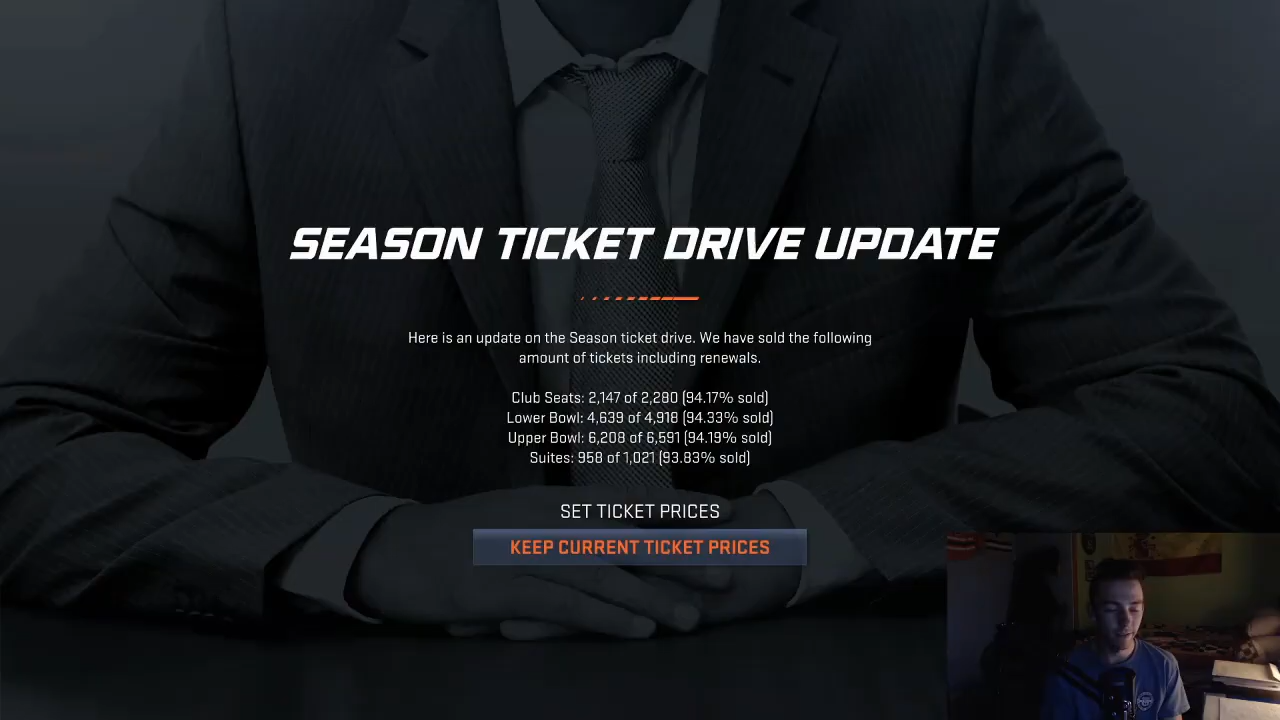 SEASON TICKET DRIVE UPDATE
Here is an update on the Season ticket drive. We have sold the following
amount of tickets including renewals.
Club Seats: 2,147 of 2,280 (94.17% sold)
Lower Bowl: 4,639 of 4,918 (94.33% sold)
Upper Bowl: 6,208 of 6,591 (94.19% sold)
Suites: 958 of 1,021 (93.83% sold)
SET TICKET PRICES
KEEP CURRENT TICKET PRICES